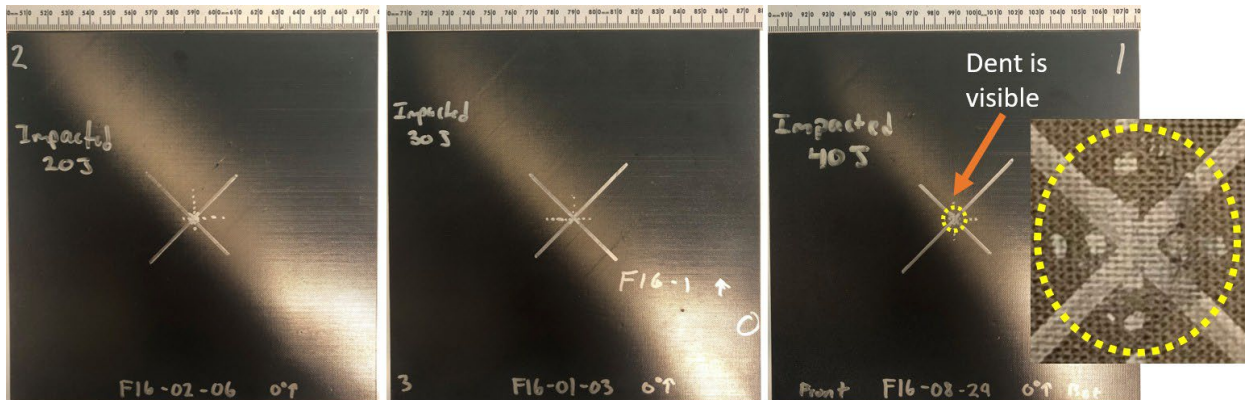 2
Impacted
20J
F16-02-06 0°↑
Impacted
30J
F16-1 ↑
0
3 F16-01-03 0°↑
1
Dent is
visible
Impacted
40J
Front F16-08-29 0°↑ Bot